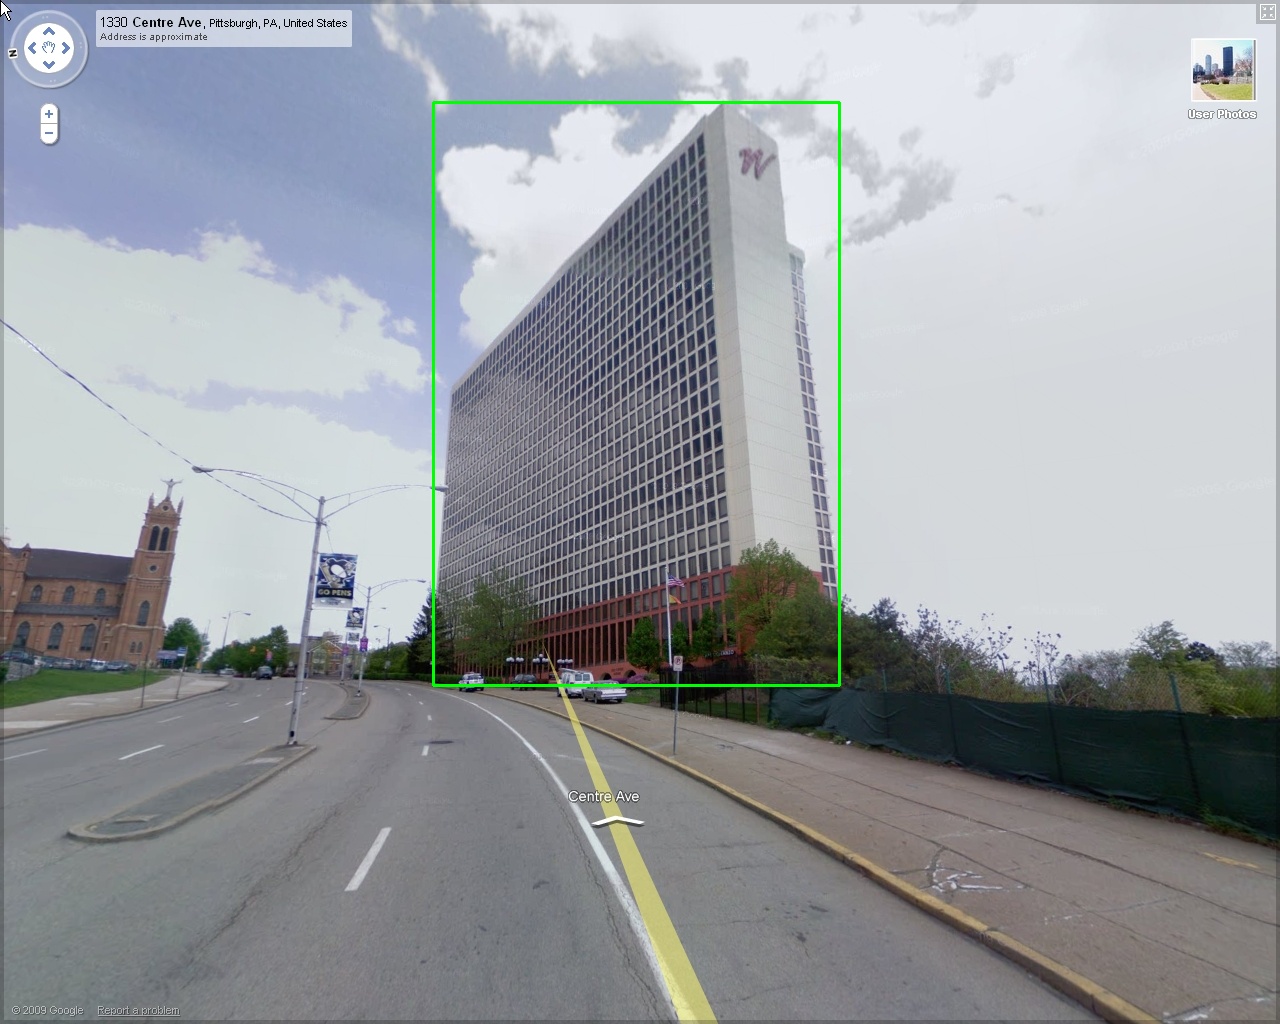 1330 Centre Ave, Pittsburgh, PA, United States
Address is approximate
N
User Photos
W
GO PENS
Centre Ave
© 2009 Google Report a problem